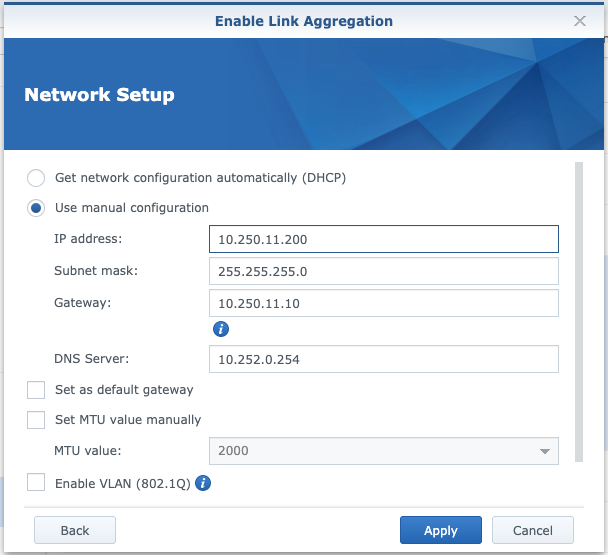 Enable Link Aggregation
Network Setup
Get network configuration automatically (DHCP)
Use manual configuration
IP address: 10.250.11.200
Subnet mask: 255.255.255.0
Gateway: 10.250.11.10
DNS Server: 10.252.0.254
Set as default gateway
Set MTU value manually
MTU value: 2000
Enable VLAN (802.1Q)
Back Apply Cancel